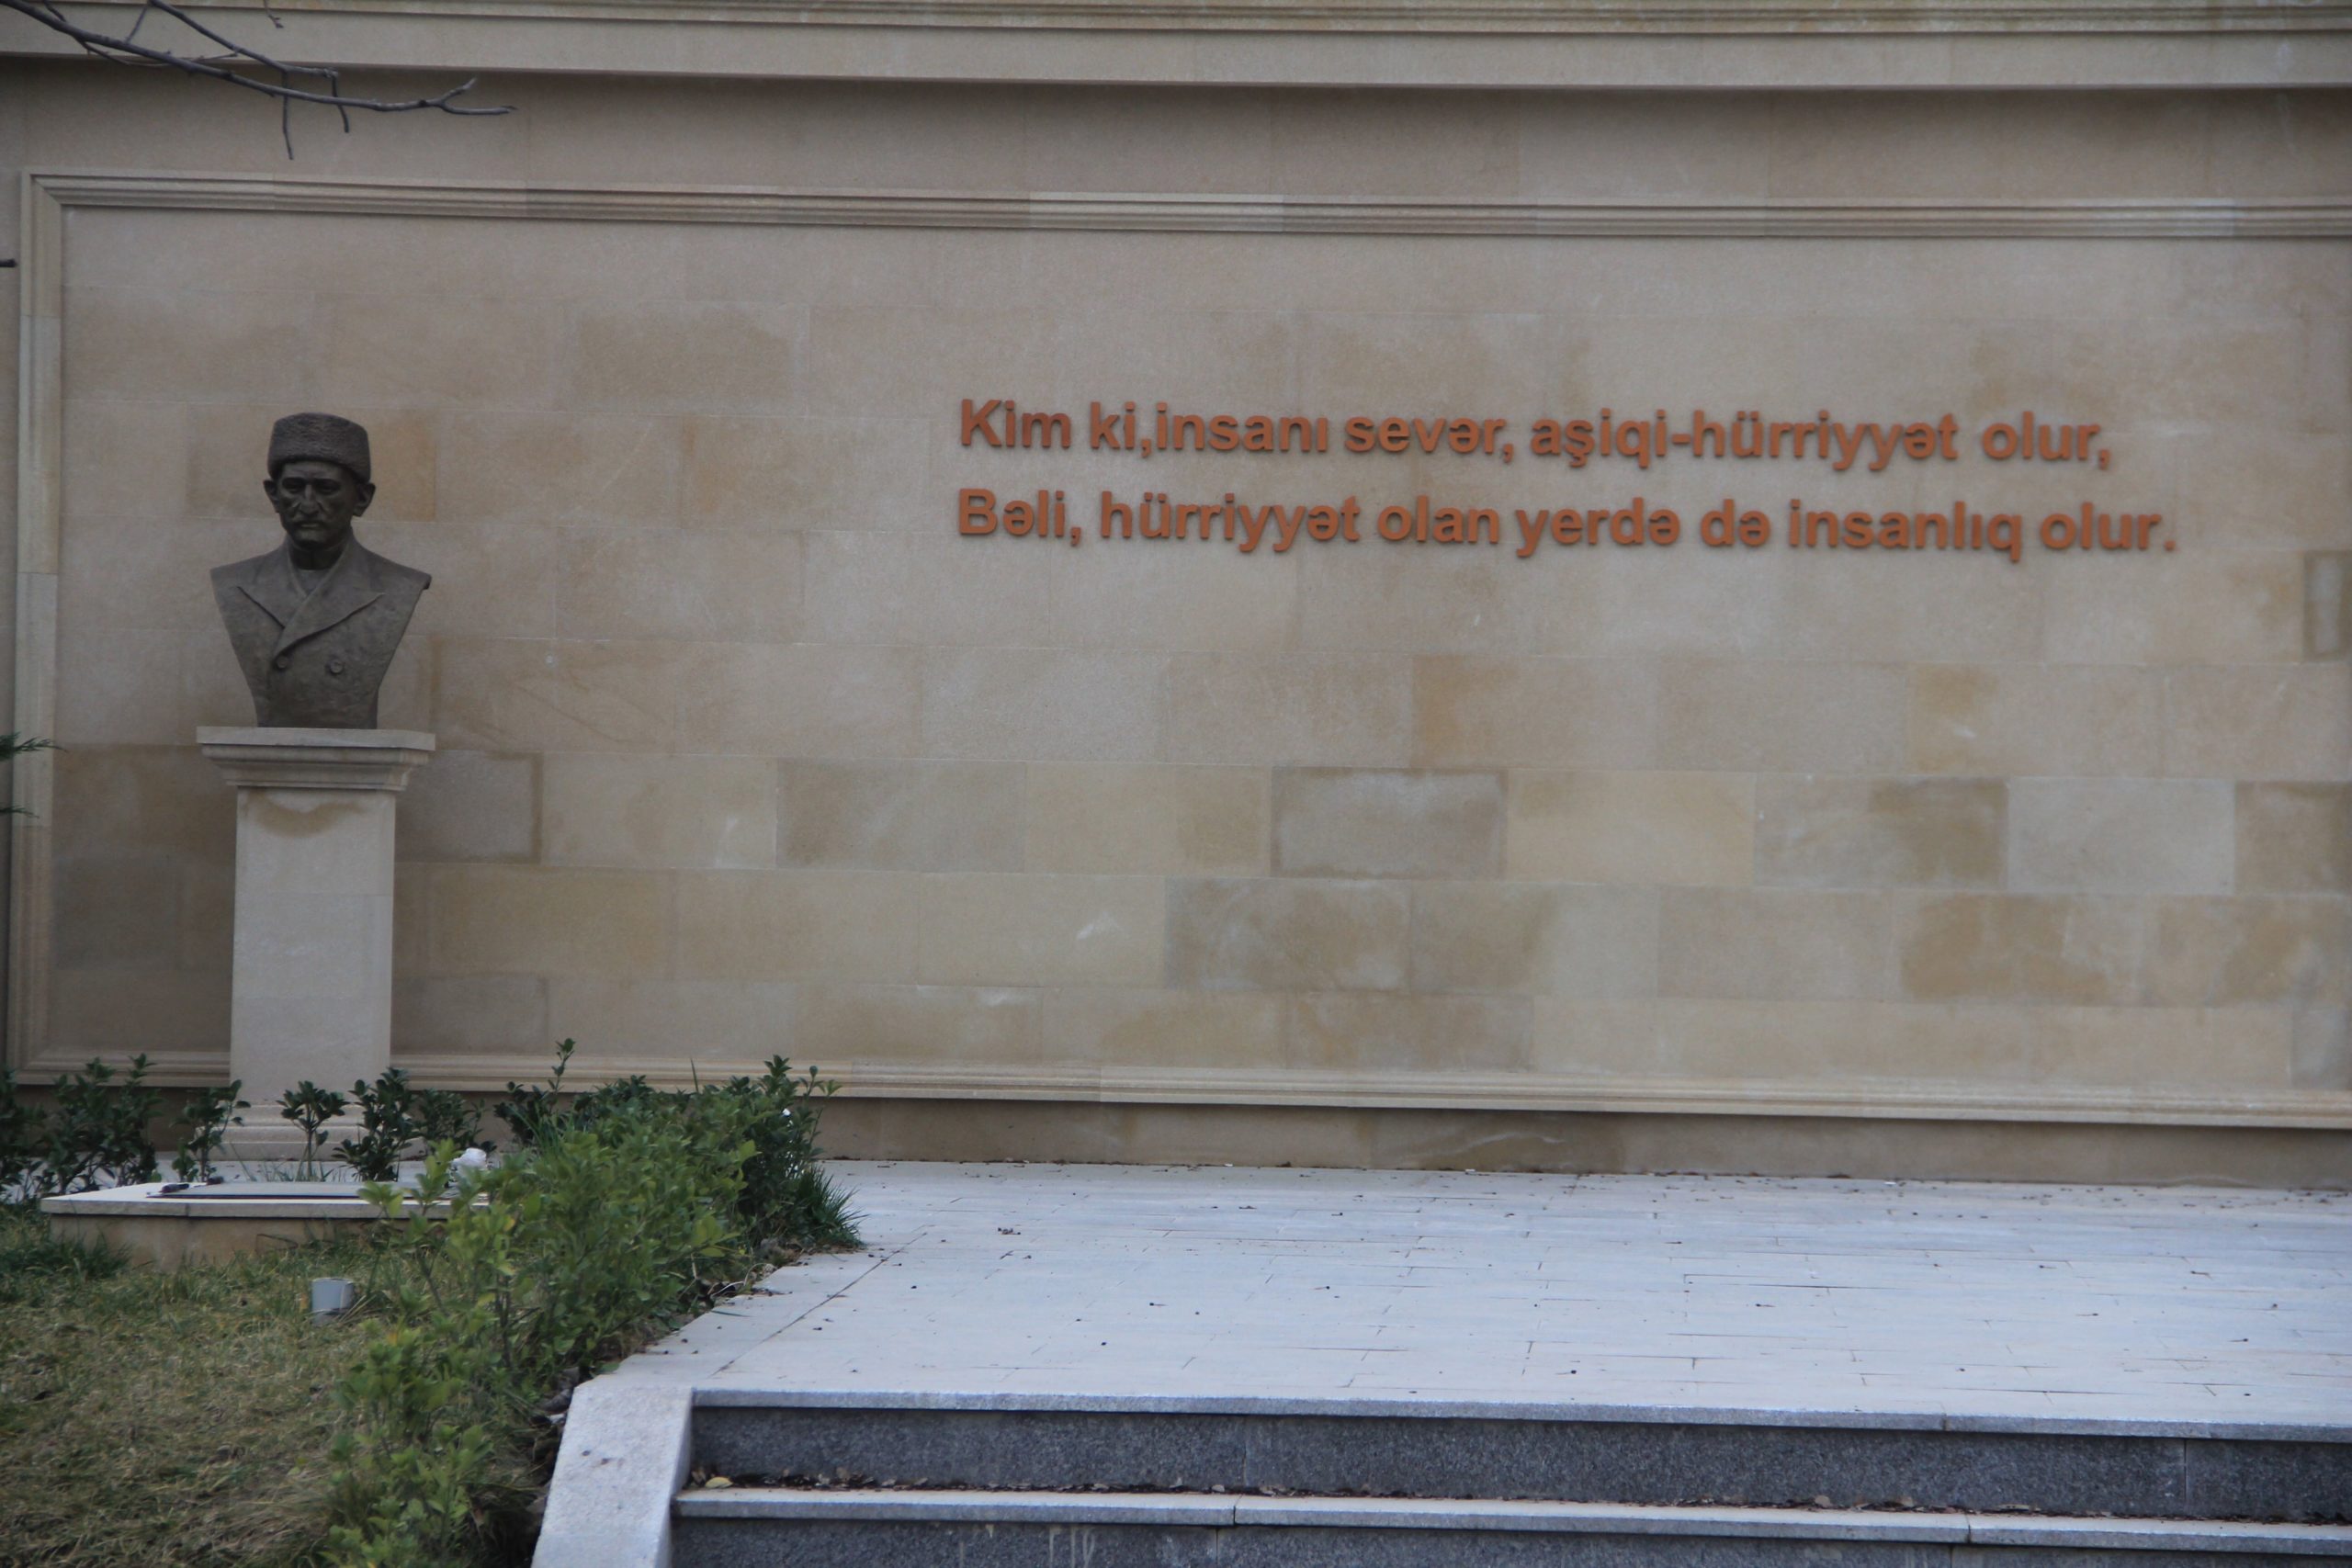 Kim ki,insanı sevər, aşiqi-hürriyyət olur,
Bəli, hürriyyət olan yerdə də insanlıq olur.